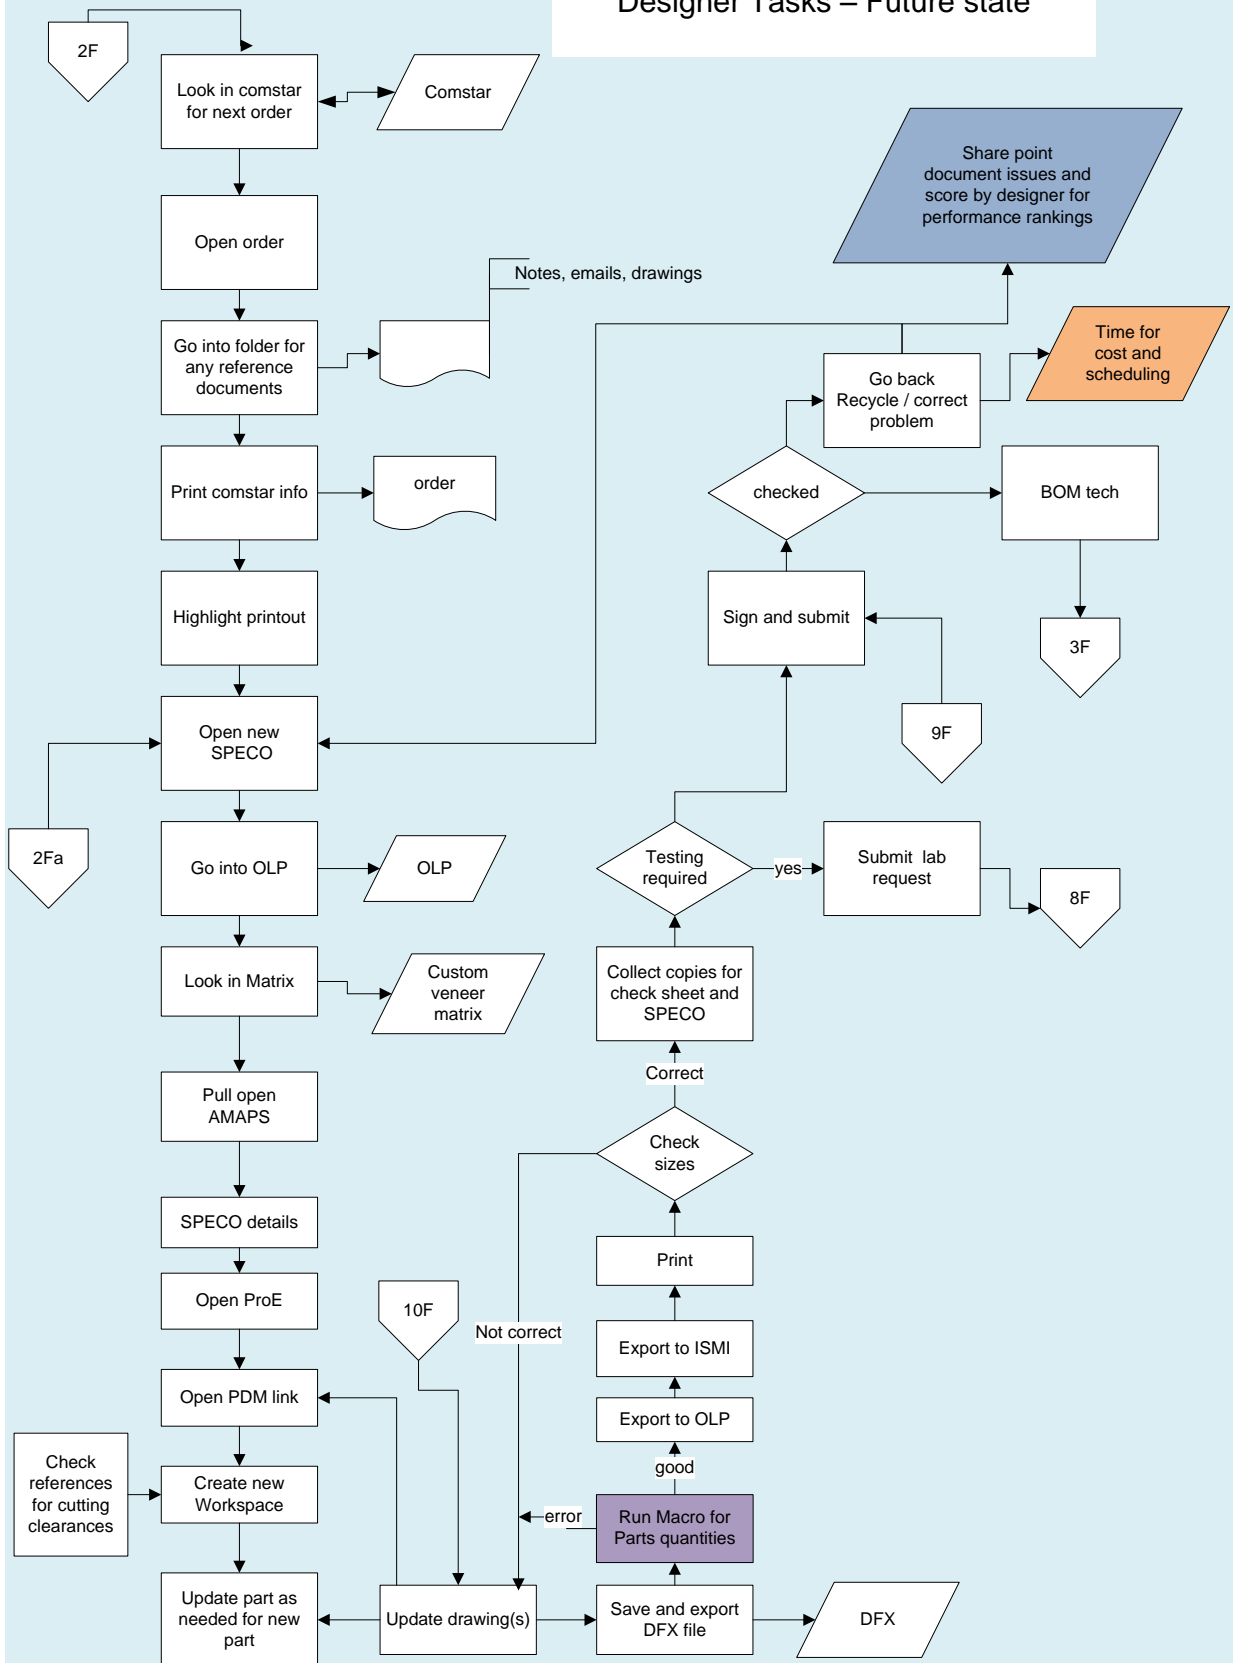 Designer Tasks – Future state
2F
Look in comstar
for next order
Comstar
Share point
document issues and
score by designer for
performance rankings
Open order
Notes, emails, drawings
Go into folder for
any reference
documents
Time for
cost and
scheduling
Go back
Recycle / correct
problem
Print comstar info
order
checked
BOM tech
Highlight printout
Sign and submit
3F
Open new
SPECO
9F
2Fa
Go into OLP
OLP
Testing
required
yes
Submit  lab
request
8F
Look in Matrix
Custom
veneer
matrix
Collect copies for
check sheet and
SPECO
Correct
Pull open
AMAPS
Check
sizes
SPECO details
Print
Open ProE
10F
Not correct
Export to ISMI
Open PDM link
Export to OLP
good
Check
references
for cutting
clearances
Create new
Workspace
error
Run Macro for
Parts quantities
Update part as
needed for new
part
Update drawing(s)
Save and export
DFX file
DFX